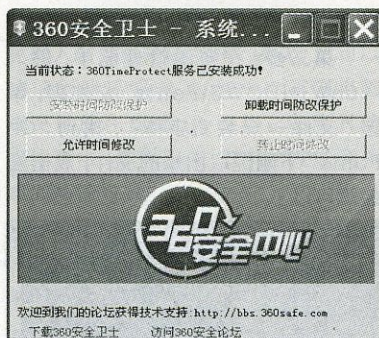 360安全卫士 - 系统...
当前状态：360TimeProtect服务已安装成功！
安装时间防改保护 卸载时间防改保护
允许时间修改 禁止时间修改
360安全中心
欢迎到我们的论坛获得技术支持:http://bbs.360safe.com
下载360安全卫士 访问360安全论坛